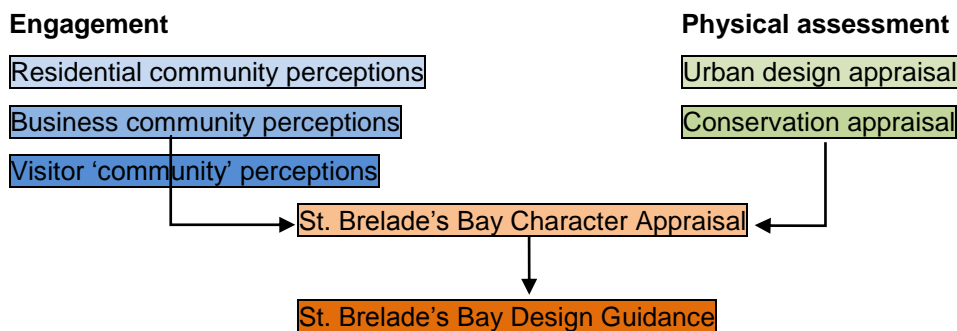 Engagement
Physical assessment
Residential community perceptions
Urban design appraisal
Business community perceptions
Conservation appraisal
Visitor ‘community’ perceptions
St. Brelade’s Bay Character Appraisal
St. Brelade’s Bay Design Guidance